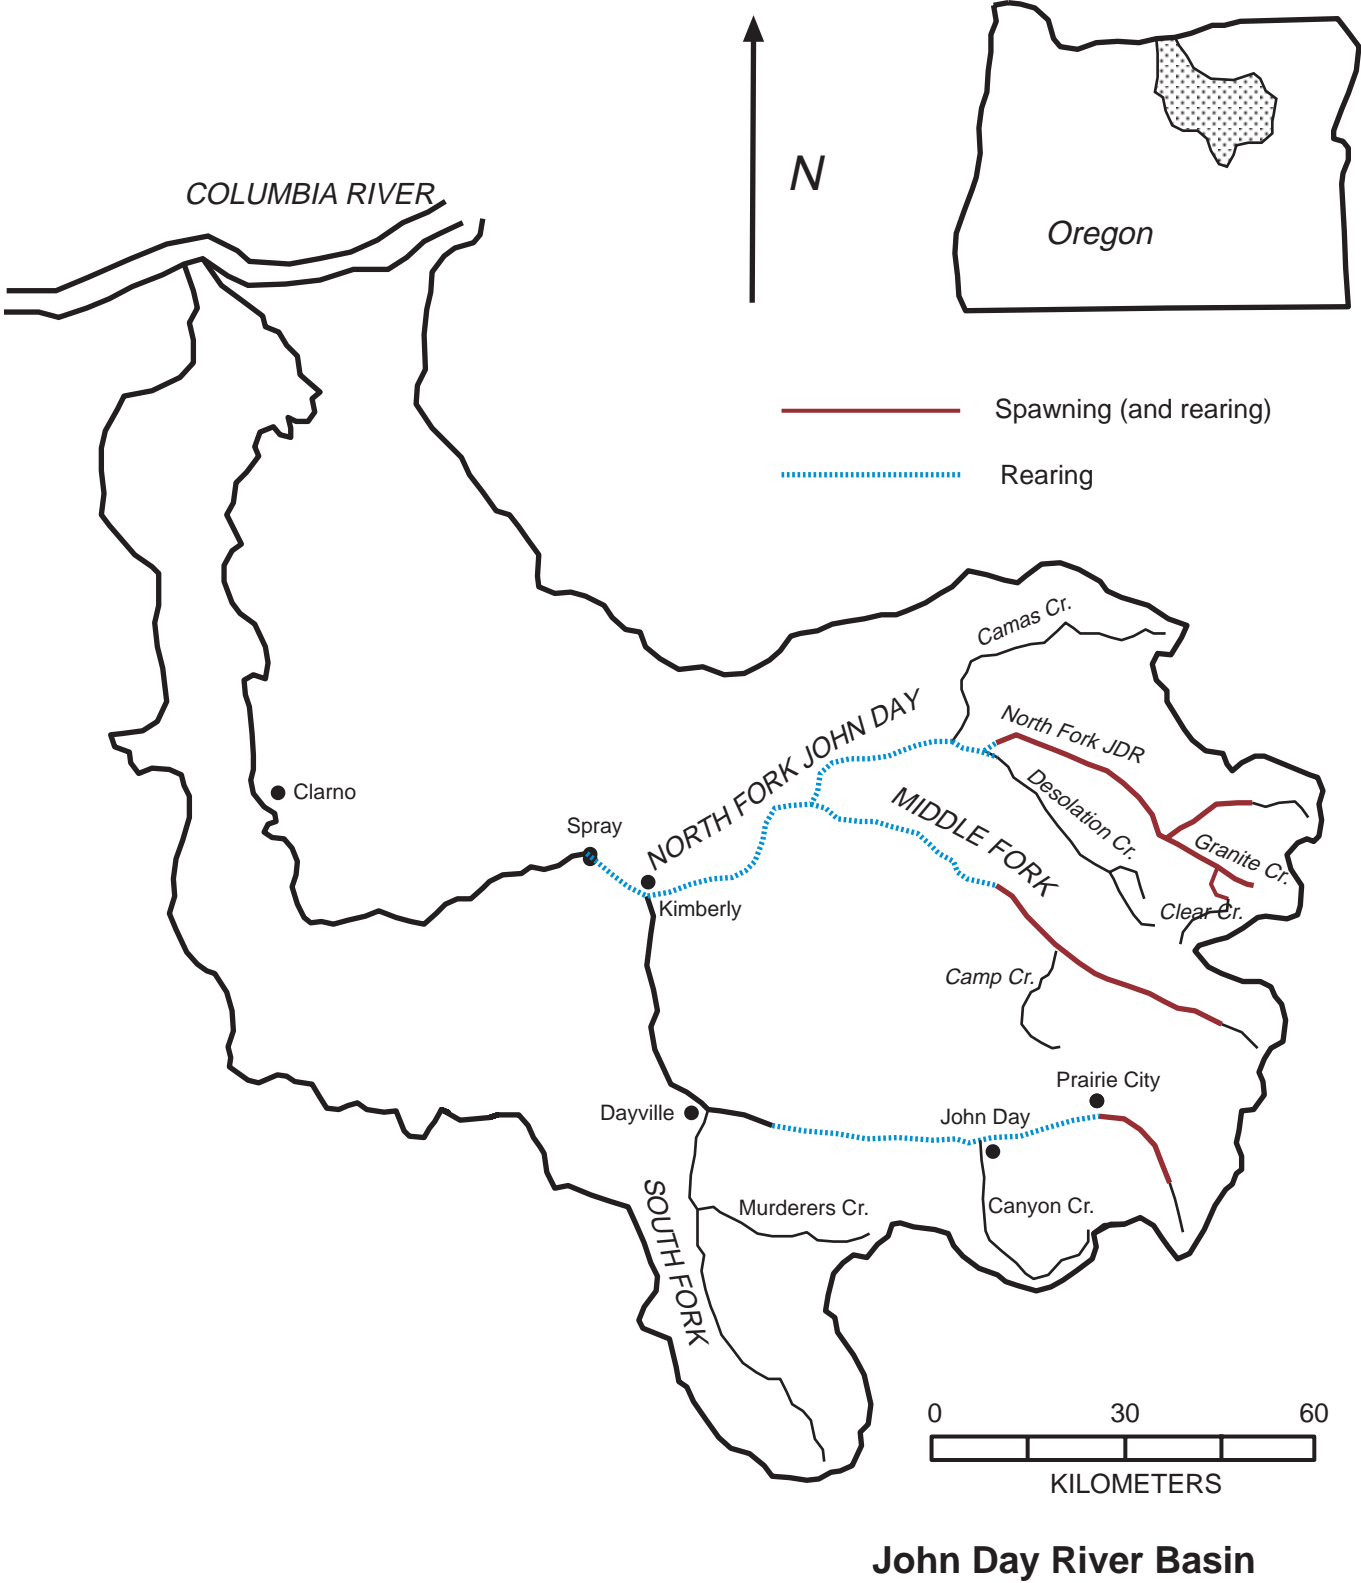 COLUMBIA RIVER
N
Oregon
Spawning (and rearing)
Rearing
Camas Cr.
North Fork JDR
NORTH FORK JOHN DAY
Desolation Cr.
MIDDLE FORK
Granite Cr.
Clear Cr.
Clarno
Spray
Kimberly
Camp Cr.
Prairie City
John Day
Dayville
SOUTH FORK
Murderers Cr.
Canyon Cr.
0 30 60
KILOMETERS
John Day River Basin